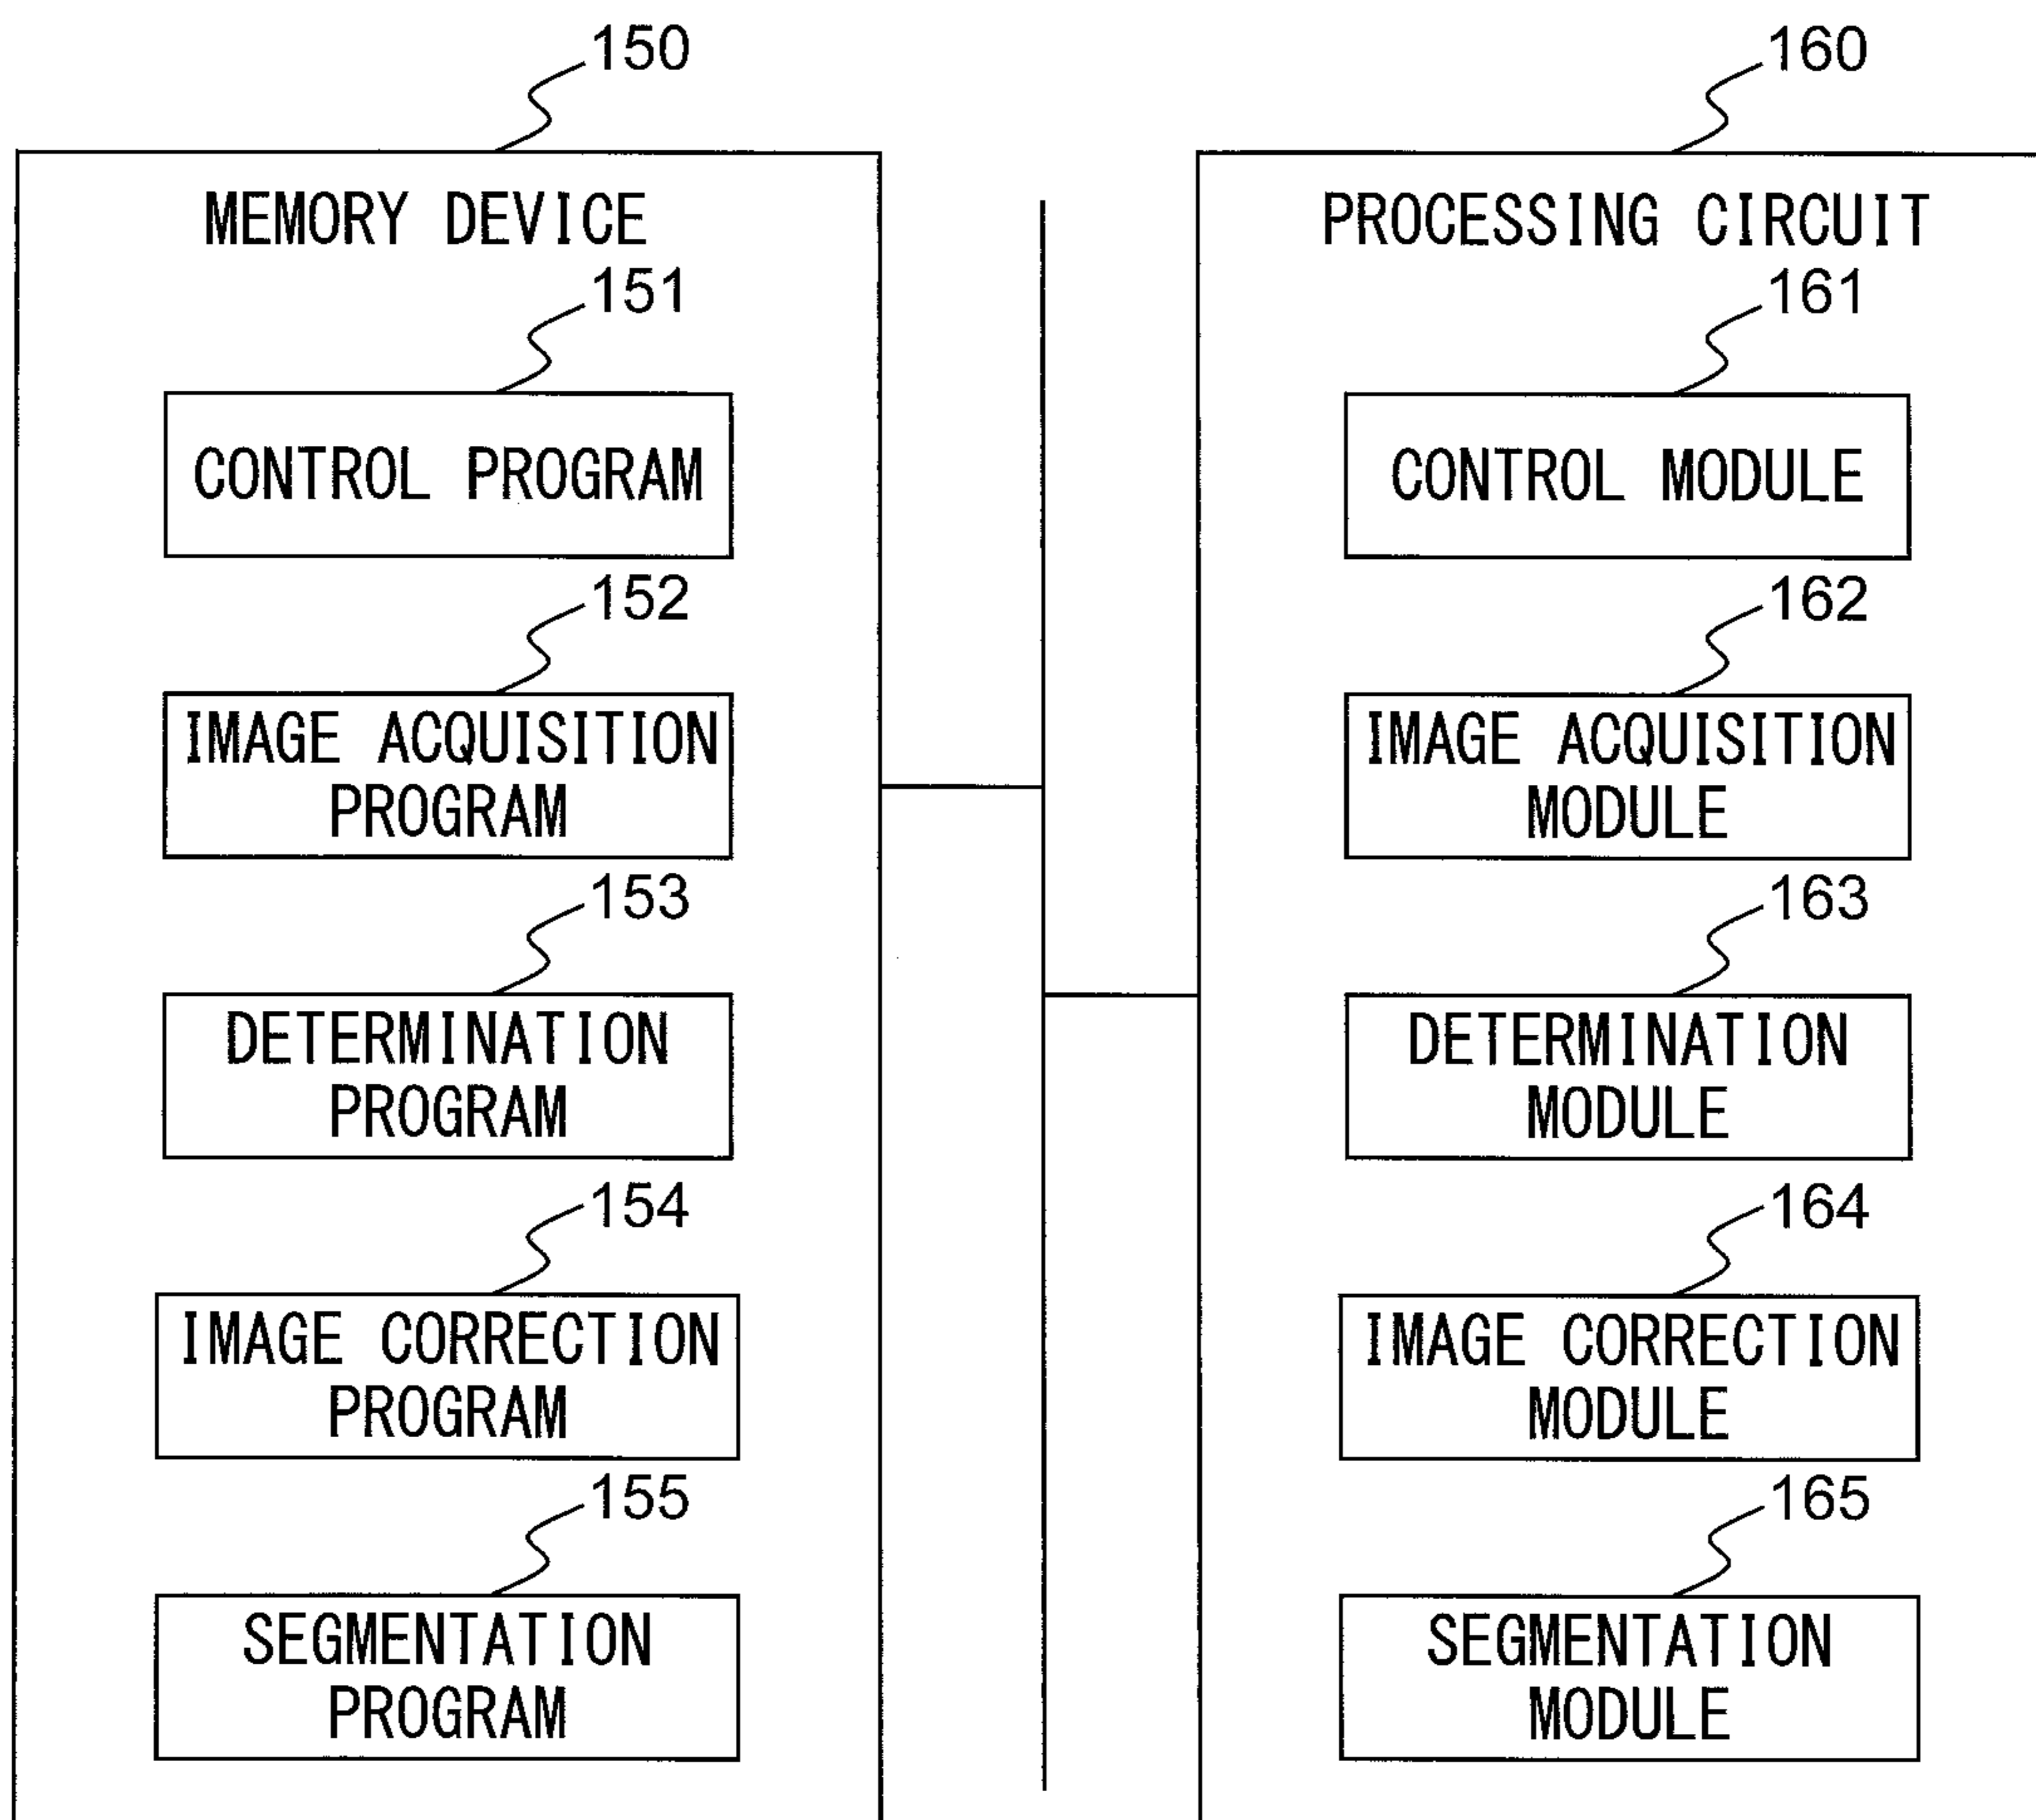 150
MEMORY DEVICE
151
CONTROL PROGRAM
152
IMAGE ACQUISITION
PROGRAM
153
DETERMINATION
PROGRAM
154
IMAGE CORRECTION
PROGRAM
155
SEGMENTATION
PROGRAM
160
PROCESSING CIRCUIT
161
CONTROL MODULE
162
IMAGE ACQUISITION
MODULE
163
DETERMINATION
MODULE
164
IMAGE CORRECTION
MODULE
165
SEGMENTATION
MODULE